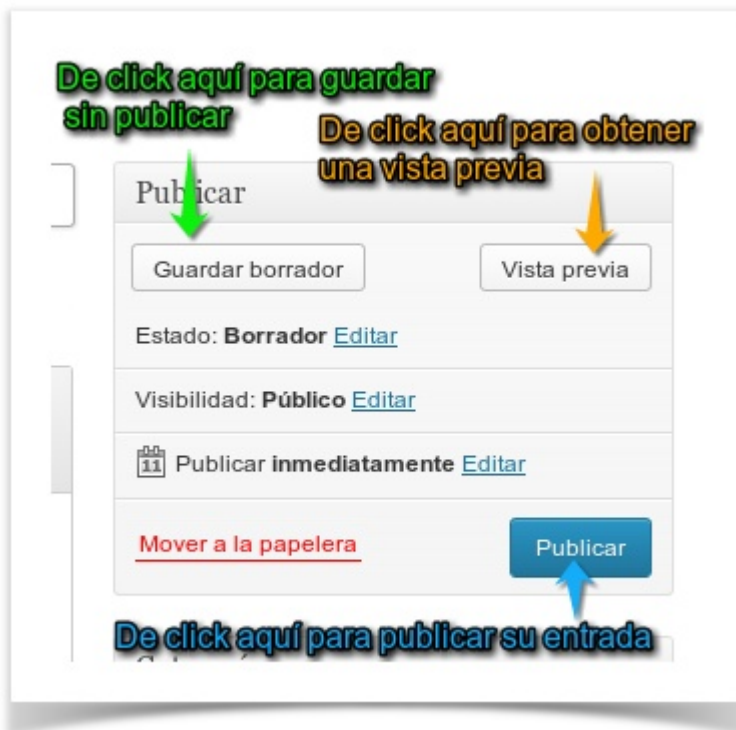 De click aquí para guardar
sin publicar
De click aquí para obtener
una vista previa
Publicar
Guardar borrador
Vista previa
Estado: Borrador Editar
Visibilidad: Público Editar
11 Publicar inmediatamente Editar
Mover a la papelera
Publicar
De click aquí para publicar su entrada